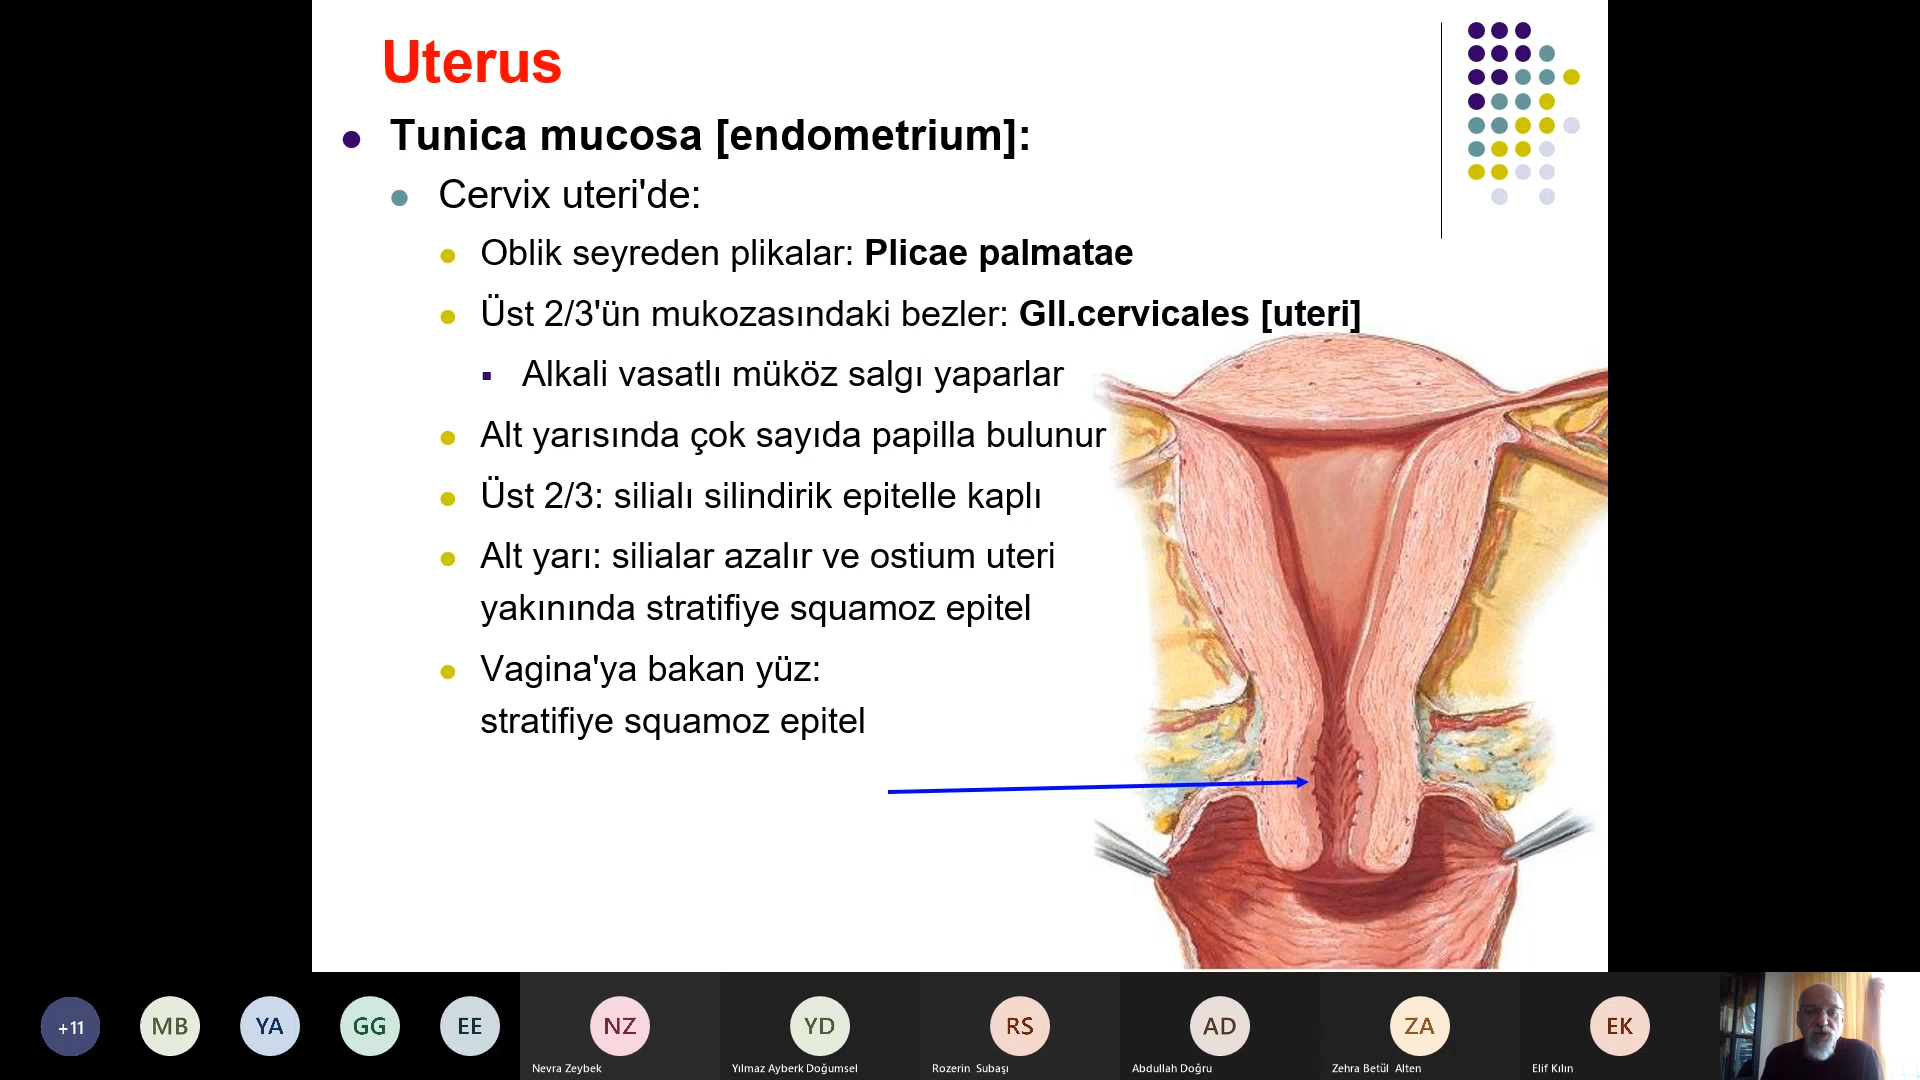 Uterus
Tunica mucosa [endometrium]:
Cervix uteri'de:
Oblik seyreden plikalar: Plicae palmatae
Üst 2/3'ün mukozasındaki bezler: Gll.cervicales [uteri]
Alkali vasatlı müköz salgı yaparlar
Alt yarısında çok sayıda papilla bulunur
Üst 2/3: silialı silindirik epitelle kaplı
Alt yarı: silialar azalır ve ostium uteri
yakınında stratifiye squamoz epitel
Vagina'ya bakan yüz:
stratifiye squamoz epitel
+11 MB YA GG EE NZ YD RS AD ZA EK
Nevra Zeybek Yılmaz Ayberk Doğumsel Rozerin Subaşı Abdullah Doğru Zehra Betül Alten Elif Kılın